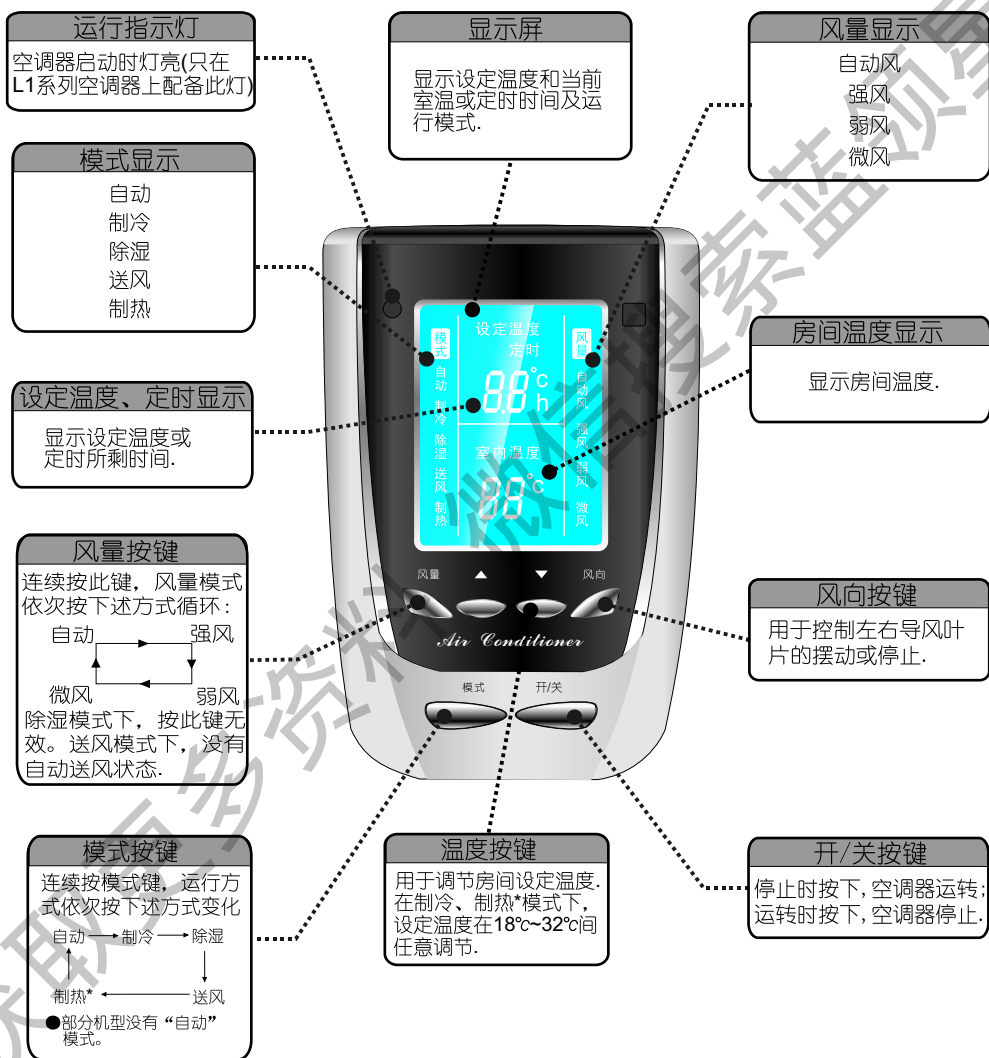 运行指示灯
空调器启动时灯亮(只在
L1系列空调器上配备此灯)
显示屏
显示设定温度和当前
室温或定时时间及运
行模式.
风量显示
自动风
强风
弱风
微风
模式显示
自动
制冷
除湿
送风
制热
房间温度显示
显示房间温度.
设定温度、定时显示
显示设定温度或
定时所剩时间.
模式
自动
制冷
除湿
送风
制热
设定温度
定时
88°C
h
室内温度
88°C
风量
自动风
强风
弱风
微风
风量 ▲ ▼ 风向
Air Conditioner
模式 开/关
风量按键
连续按此键，风量模式
依次按下述方式循环：
自动 强风
微风 弱风
除湿模式下，按此键无
效。送风模式下，没有
自动送风状态.
风向按键
用于控制左右导风叶
片的摆动或停止.
模式按键
连续按模式键，运行方
式依次按下述方式变化
自动 制冷 除湿
制热* 送风
●部分机型没有“自动”
模式。
温度按键
用于调节房间设定温度.
在制冷、制热*模式下，
设定温度在18℃~32℃间
任意调节.
开/关按键
停止时按下, 空调器运转;
运转时按下, 空调器停止.
获取更多资料 微信搜索蓝领星